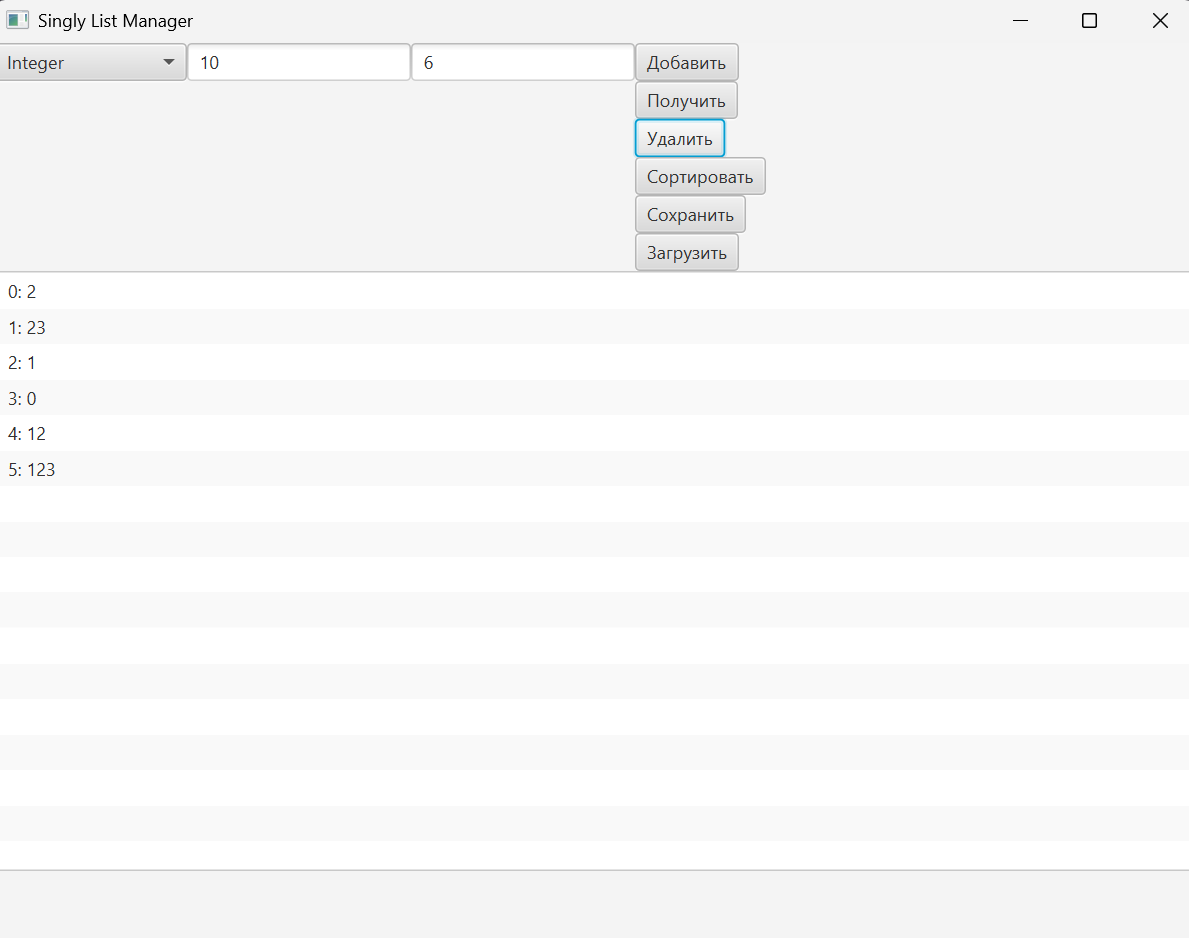 Singly List Manager
Integer 10 6 Добавить
Получить
Удалить
Сортировать
Сохранить
Загрузить
0: 2
1: 23
2: 1
3: 0
4: 12
5: 123